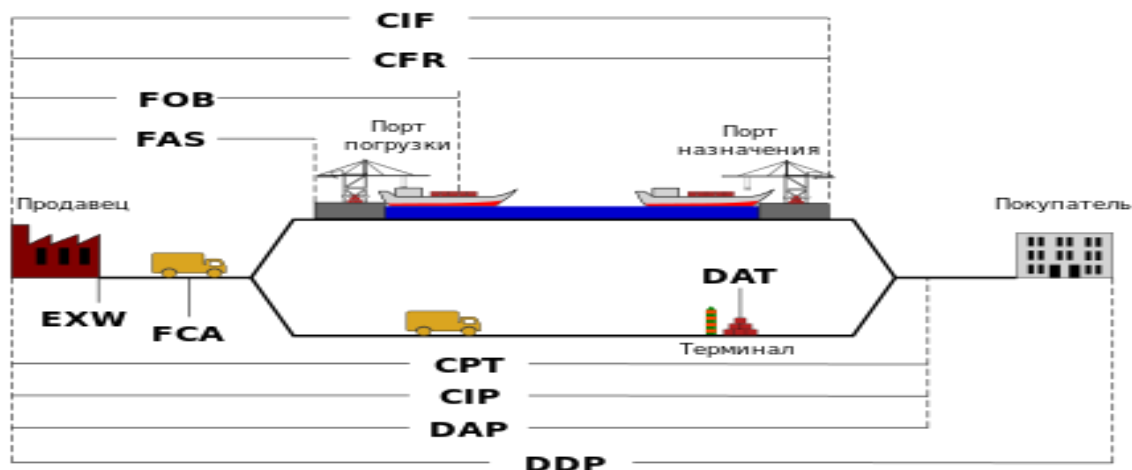 CIF
CFR
FOB
FAS
Порт
погрузки
Порт
назначения
Продавец
Покупатель
EXW
FCA
DAT
Терминал
CPT
CIP
DAP
DDP